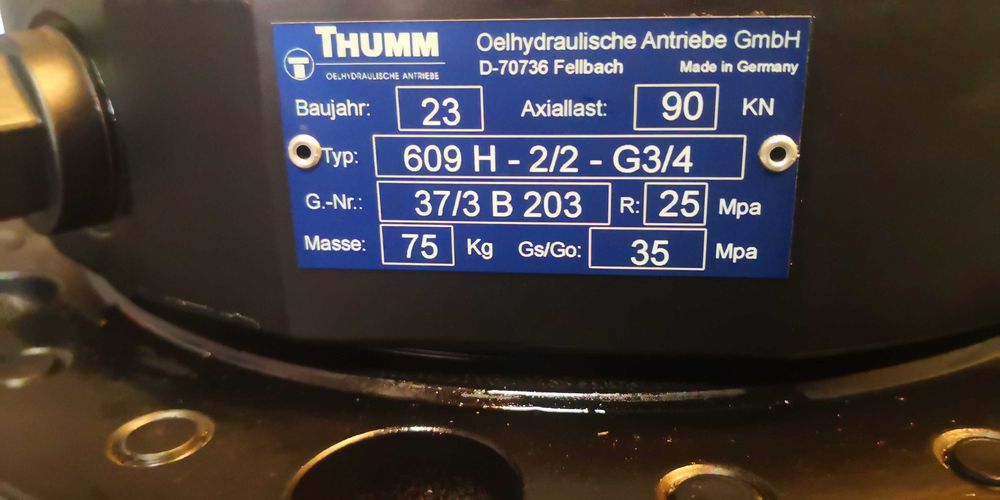 THUMM
OELHYDRAULISCHE ANTRIEBE
Oelhydraulische Antriebe GmbH
D-70736 Fellbach Made in Germany
Baujahr: 23 Axiallast: 90 KN
Typ: 609 H - 2/2 - G3/4
G.-Nr.: 37/3 B 203 R: 25 Mpa
Masse: 75 Kg Gs/Go: 35 Mpa